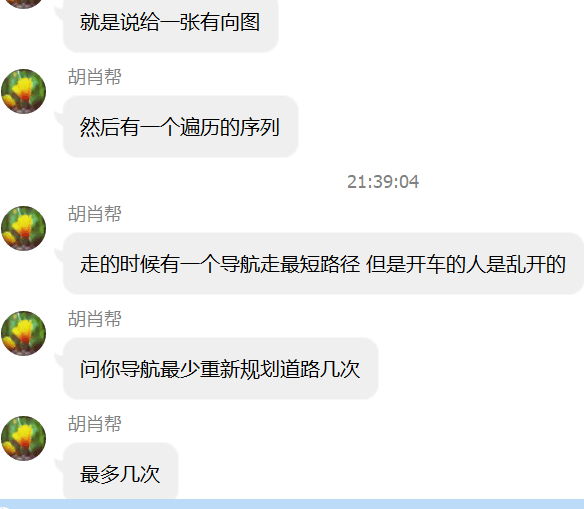 就是说给一张有向图
胡肖帮
然后有一个遍历的序列
21:39:04
胡肖帮
走的时候有一个导航走最短路径 但是开车的人是乱开的
胡肖帮
问你导航最少重新规划道路几次
胡肖帮
最多几次